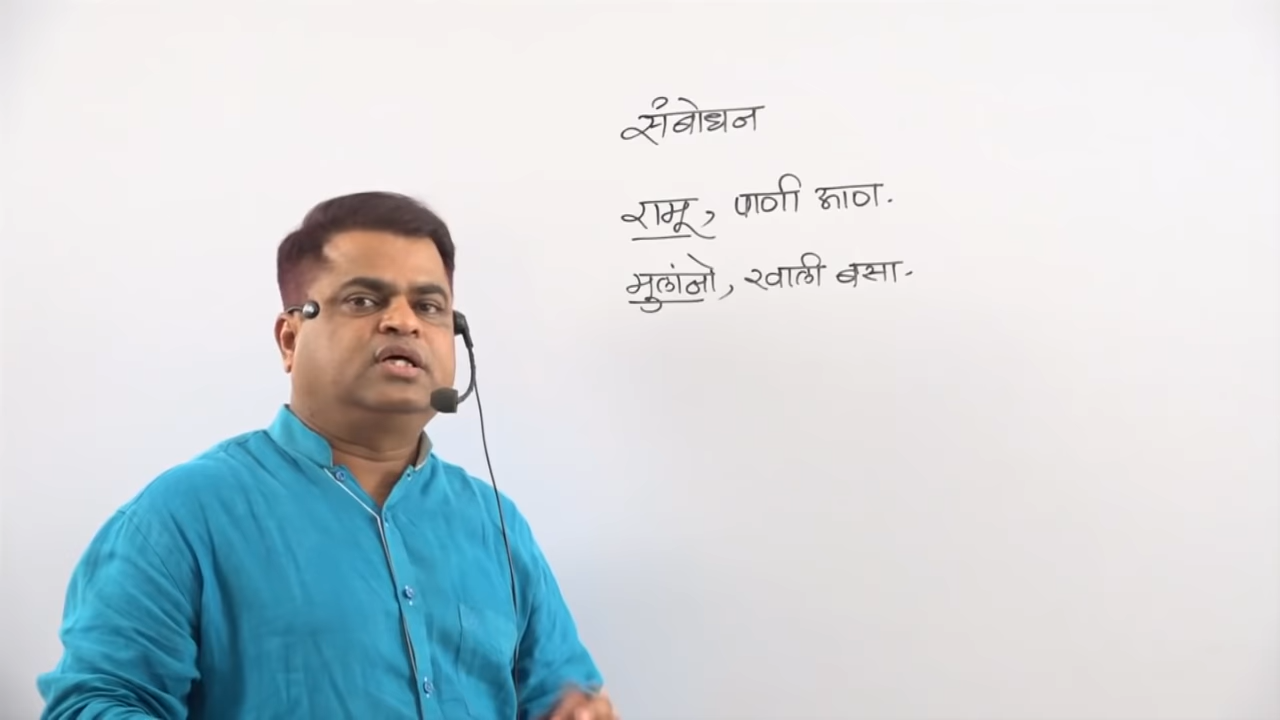 संबोधन
रामू, पाणी आण.
मुलांनो, खाली बसा.